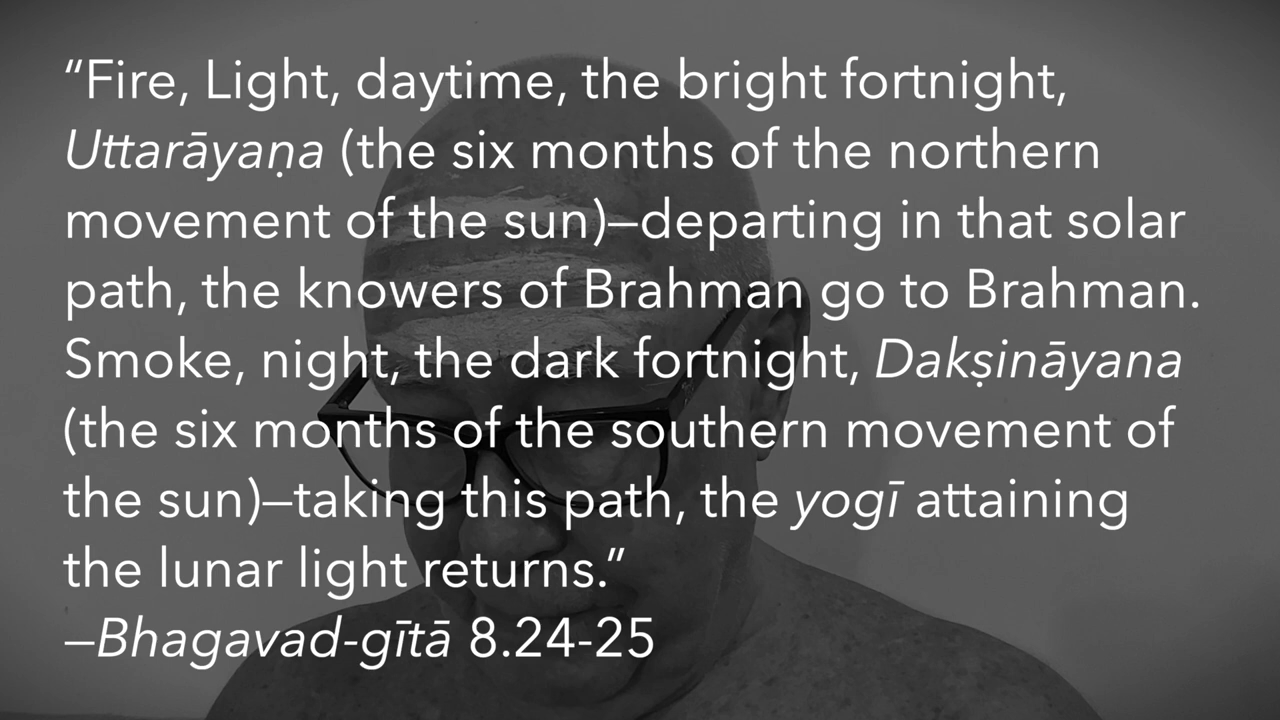 “Fire, Light, daytime, the bright fortnight,
Uttarāyaṇa (the six months of the northern
movement of the sun)—departing in that solar
path, the knowers of Brahman go to Brahman.
Smoke, night, the dark fortnight, Dakṣināyana
(the six months of the southern movement of
the sun)—taking this path, the yogī attaining
the lunar light returns.”
—Bhagavad-gītā 8.24-25